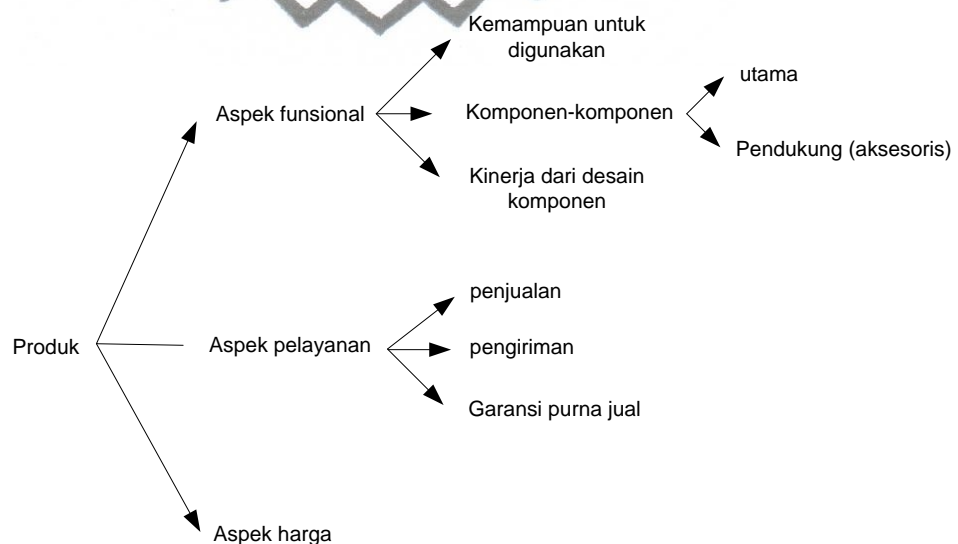 Kemampuan untuk
digunakan
utama
Aspek funsional
Komponen-komponen
Pendukung (aksesoris)
Kinerja dari desain
komponen
penjualan
Produk
Aspek pelayanan
pengiriman
Garansi purna jual
Aspek harga